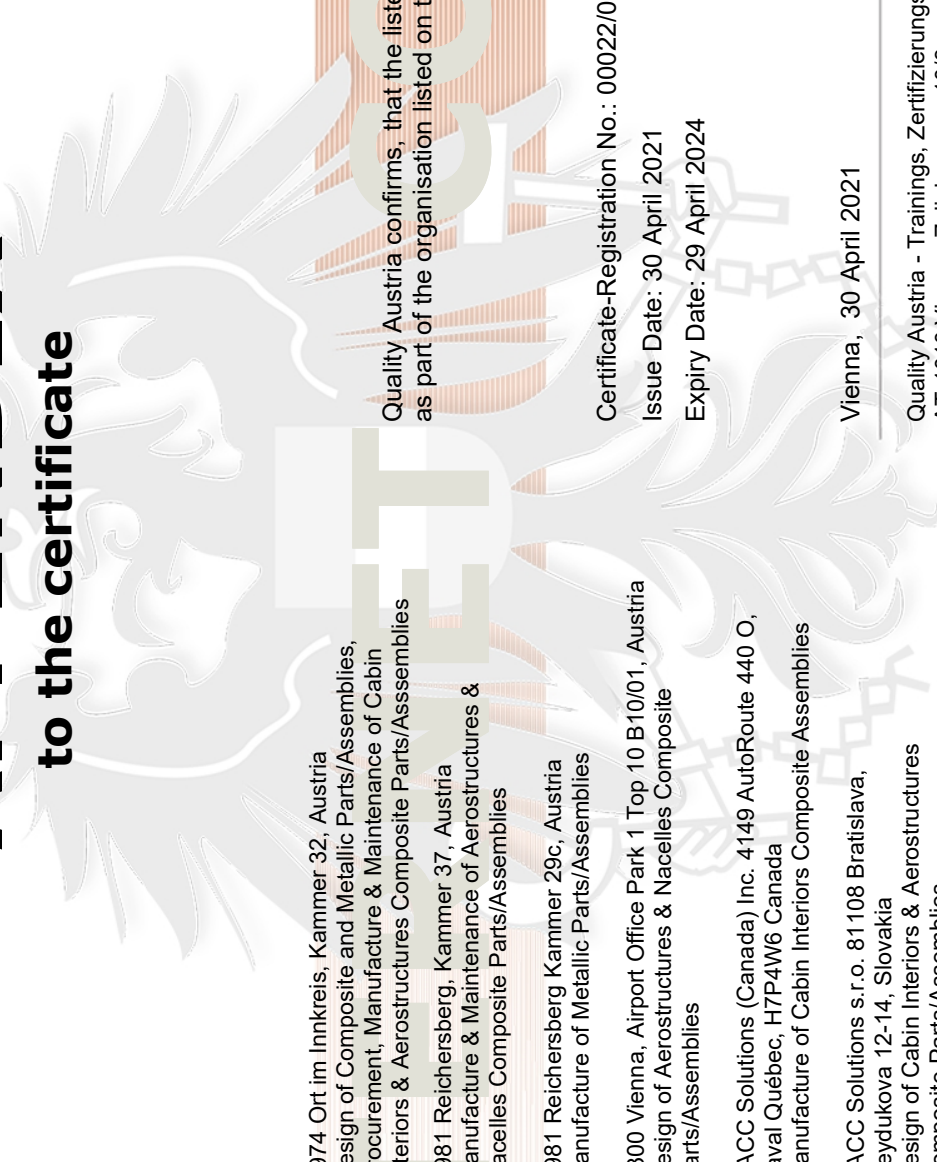 to the certificate
974 Ort im Innkreis, Kammer 32, Austria
esign of Composite and Metallic Parts/Assemblies,
rocurement, Manufacture & Maintenance of Cabin
teriors & Aerostructures Composite Parts/Asssemblies
981 Reichersberg, Kammer 37, Austria
anufacture & Maintenance of Aerostructures &
acelles Composite Parts/Assemblies
981 Reichersberg Kammer 29c, Austria
anufacture of Metallic Parts/Assemblies
300 Vienna, Airport Office Park 1 Top 10 B10/01, Austria
esign of Aerostructures & Nacelles Composite
arts/Assemblies
ACC Solutions (Canada) Inc. 4149 AutoRoute 440 O,
aval Québec, H7P4W6 Canada
anufacture of Cabin Interiors Composite Assemblies
ACC Solutions s.r.o. 81108 Bratislava,
eydukova 12-14, Slovakia
esign of Cabin Interiors & Aerostructures
Quality Austria confirms, that the liste
as part of the organisation listed on t
Certificate-Registration No.: 00022/0
Issue Date: 30 April 2021
Expiry Date: 29 April 2024
Vienna, 30 April 2021
Quality Austria - Trainings, Zertifizierungs